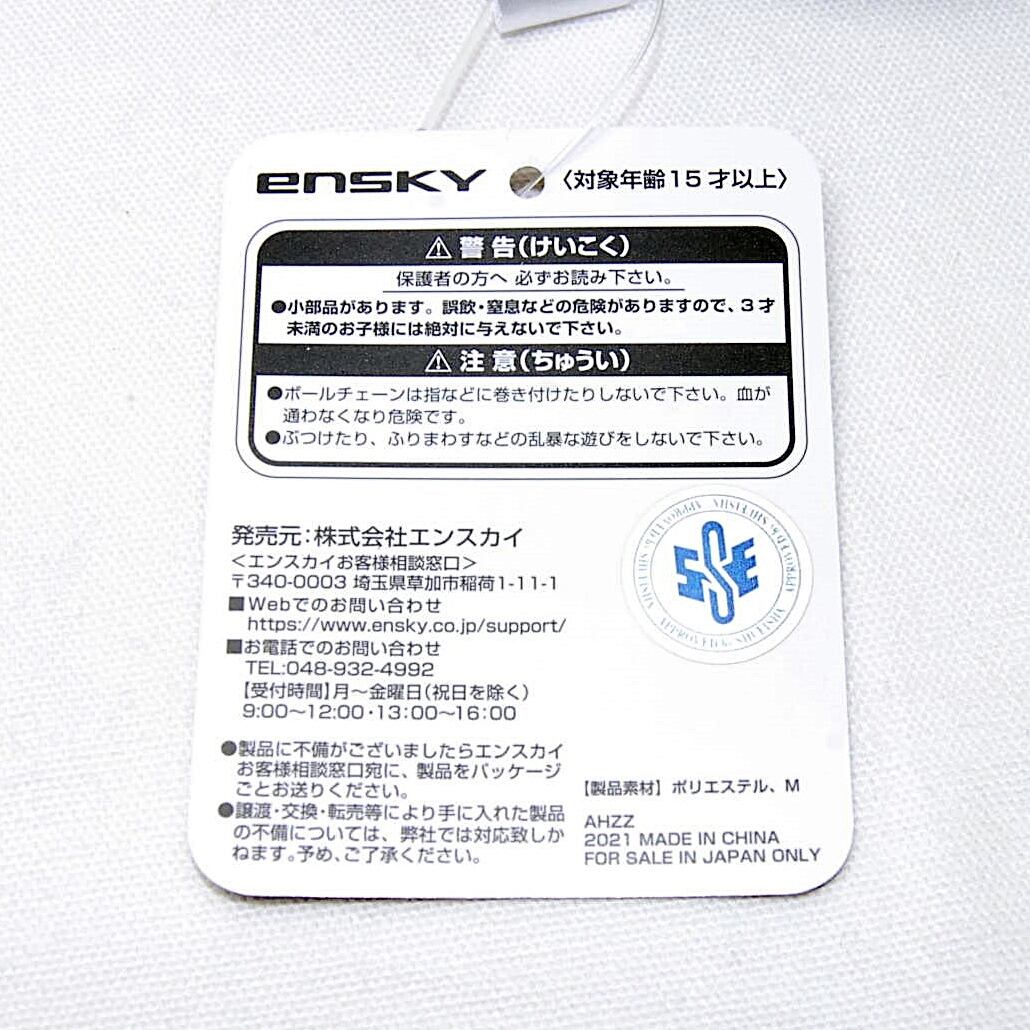 ensky 〈対象年齢15才以上〉
⚠ 警告(けいこく)
保護者の方へ 必ずお読み下さい。
●小部品があります。誤飲・窒息などの危険がありますので、3才
未満のお子様には絶対に与えないで下さい。
⚠ 注意(ちゅうい)
●ボールチェーンは指などに巻き付けたりしないで下さい。血が
通わなくなり危険です。
●ぶつけたり、ふりまわすなどの乱暴な遊びをしないで下さい。
発売元:株式会社エンスカイ
<エンスカイお客様相談窓口>
〒340-0003 埼玉県草加市稲荷1-11-1
■Webでのお問い合わせ
https://www.ensky.co.jp/support/
■お電話でのお問い合わせ
TEL:048-932-4992
【受付時間】月～金曜日(祝日を除く)
9:00～12:00・13:00～16:00
SSE
APPROVED by SHUEISHA
●製品に不備がございましたらエンスカイ
お客様相談窓口宛に、製品をパッケージ
ごとお送りください。
●譲渡・交換・転売等により手に入れた製品
の不備については、弊社では対応致しか
ねます。予め、ご了承ください。
【製品素材】ポリエステル、M
AHZZ
2021 MADE IN CHINA
FOR SALE IN JAPAN ONLY